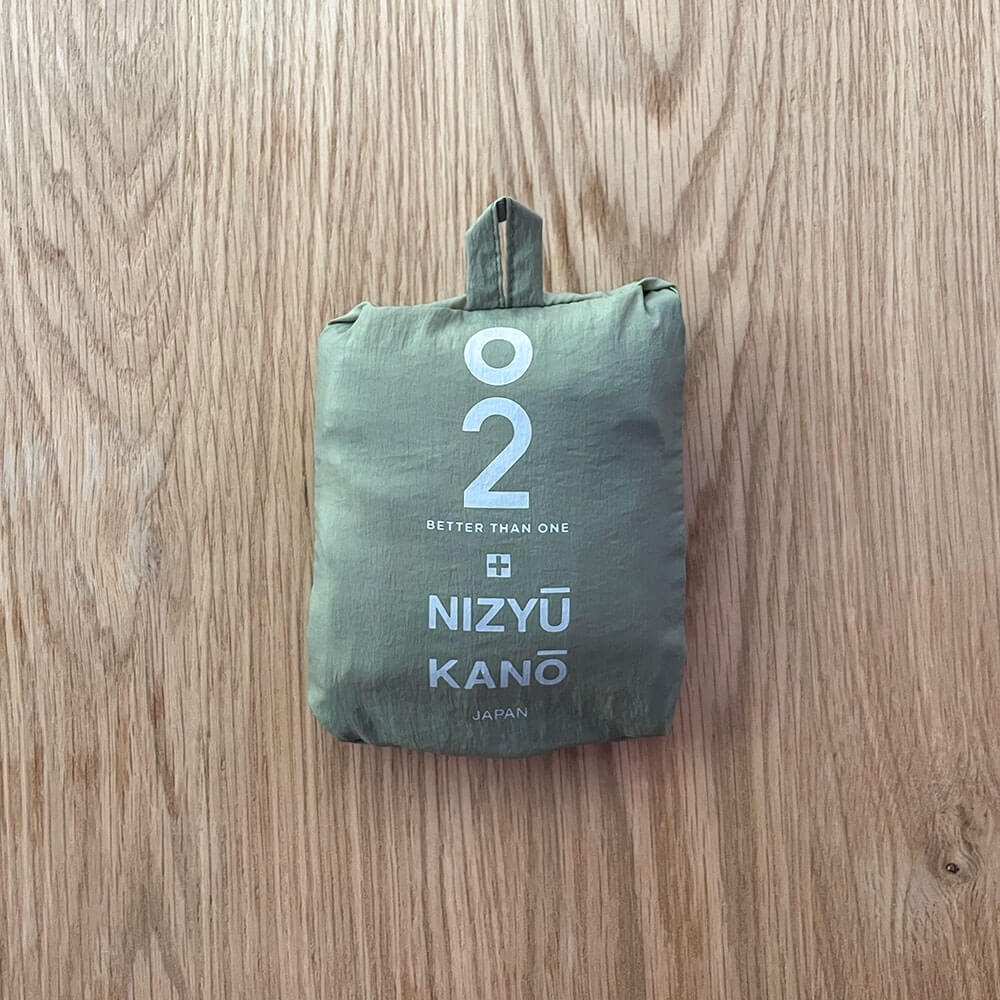 o
2
BETTER THAN ONE
+
NIZYŪ
KANŌ
JAPAN